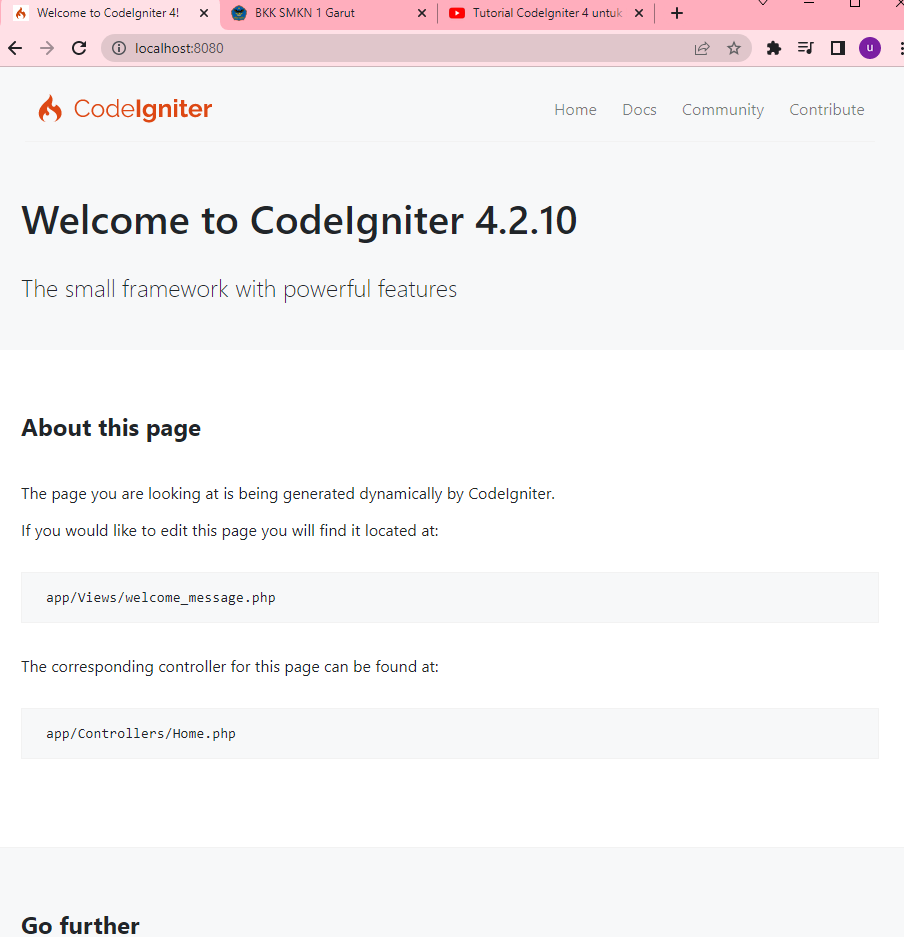 Welcome to CodeIgniter 4!
BKK SMKN 1 Garut
Tutorial CodeIgniter 4 untuk
localhost:8080
u
CodeIgniter
Home Docs Community Contribute
Welcome to CodeIgniter 4.2.10
The small framework with powerful features
About this page
The page you are looking at is being generated dynamically by CodeIgniter.
If you would like to edit this page you will find it located at:
app/Views/welcome_message.php
The corresponding controller for this page can be found at:
app/Controllers/Home.php
Go further